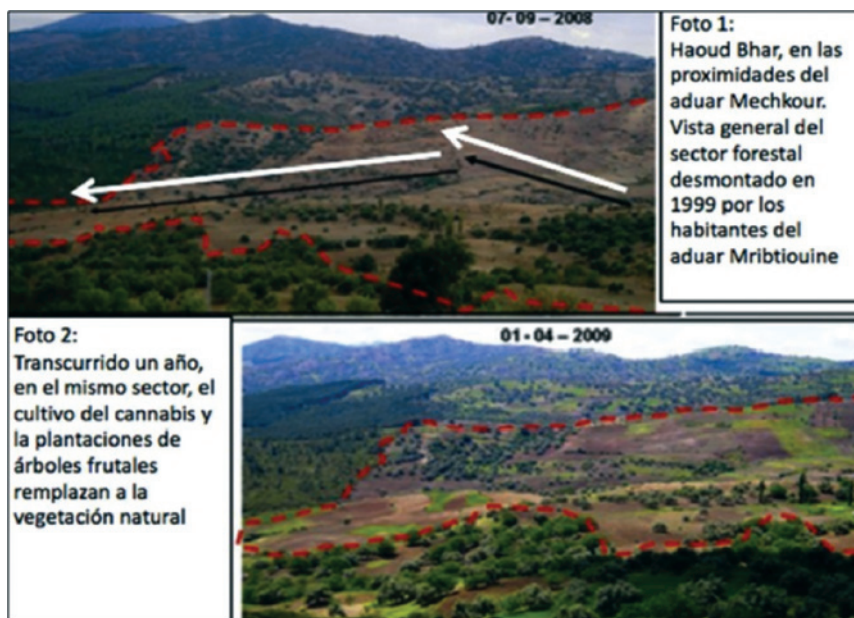 07-09-2008
Foto 1:
Haoud Bhar, en las
proximidades del
aduar Mechkour.
Vista general del
sector forestal
desmontado en
1999 por los
habitantes del
aduar Mribtiouine
Foto 2:
Transcurrido un año,
en el mismo sector, el
cultivo del cannabis y
la plantaciones de
árboles frutales
remplazan a la
vegetación natural
01-04-2009